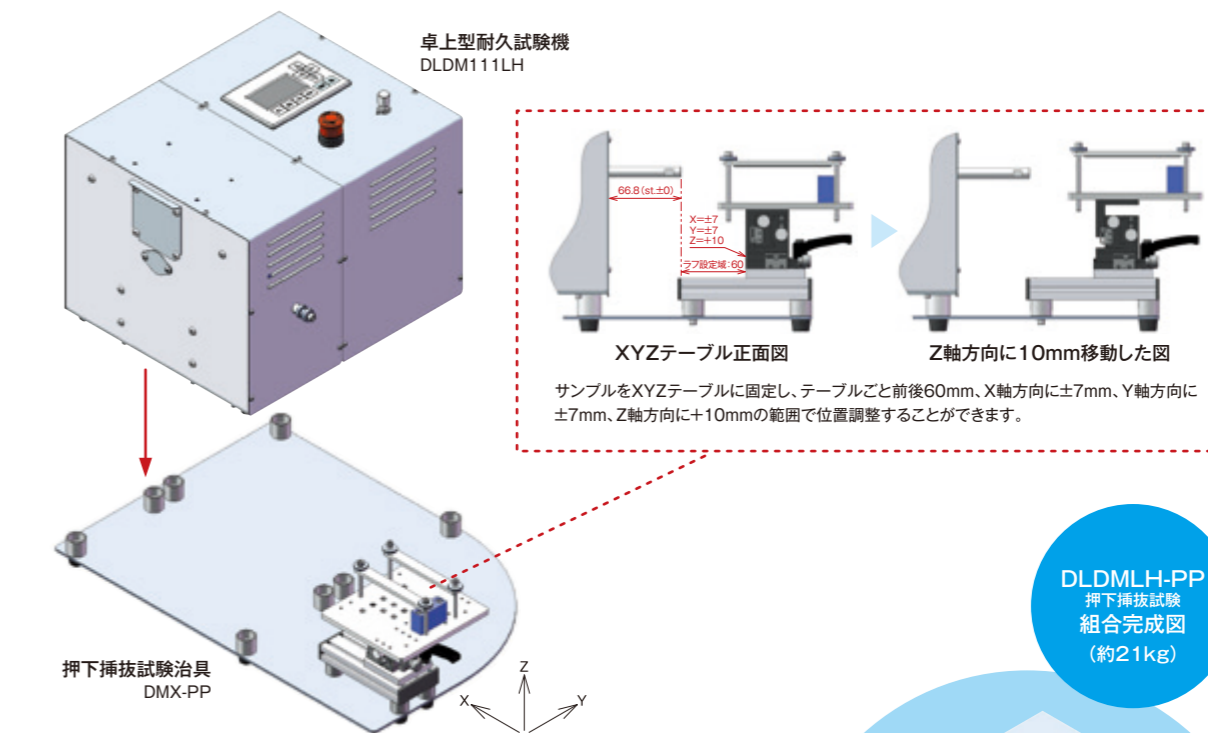 卓上型耐久試験機
DLDM111LH
66.8(st.±0)
X=±7
Y=±7
Z=+10
ラフ設定域:60
XYZテーブル正面図
Z軸方向に10mm移動した図
サンプルをXYZテーブルに固定し、テーブルごと前後60mm、X軸方向に±7mm、Y軸方向に
±7mm、Z軸方向に+10mmの範囲で位置調整することができます。
押下挿抜試験治具
DMX-PP
Z
X
Y
DLDMLH-PP
押下挿抜試験
組合完成図
(約21kg)